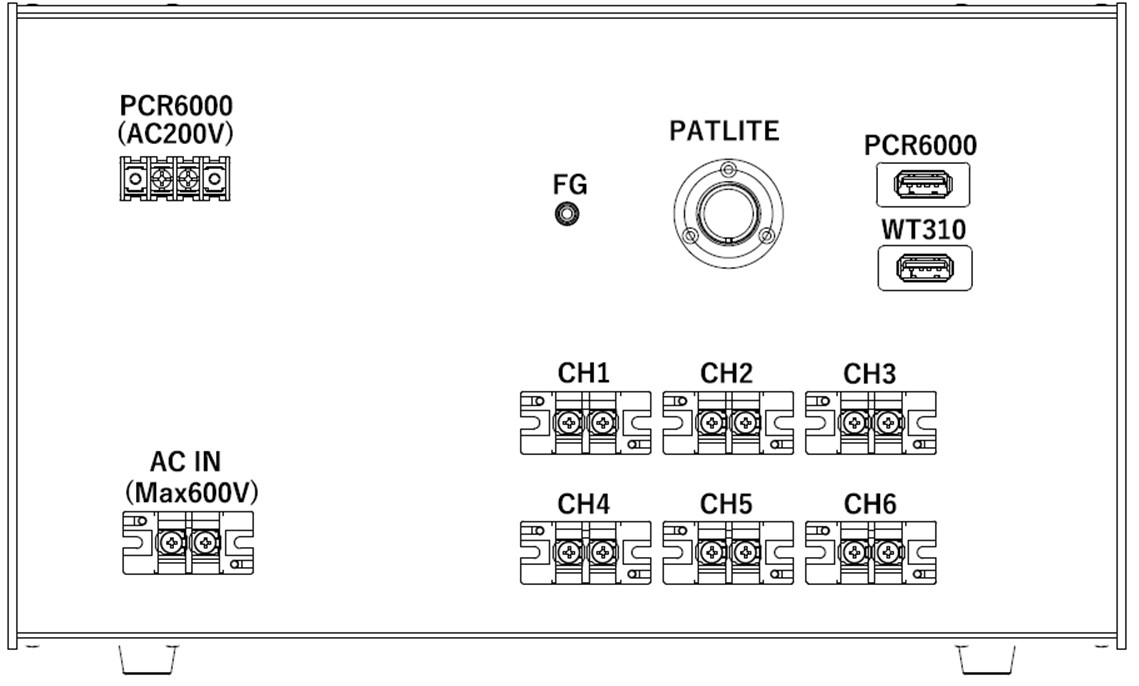 PCR6000
(AC200V)
PATLITE
PCR6000
FG
WT310
CH1
CH2
CH3
AC IN
(Max600V)
CH4
CH5
CH6